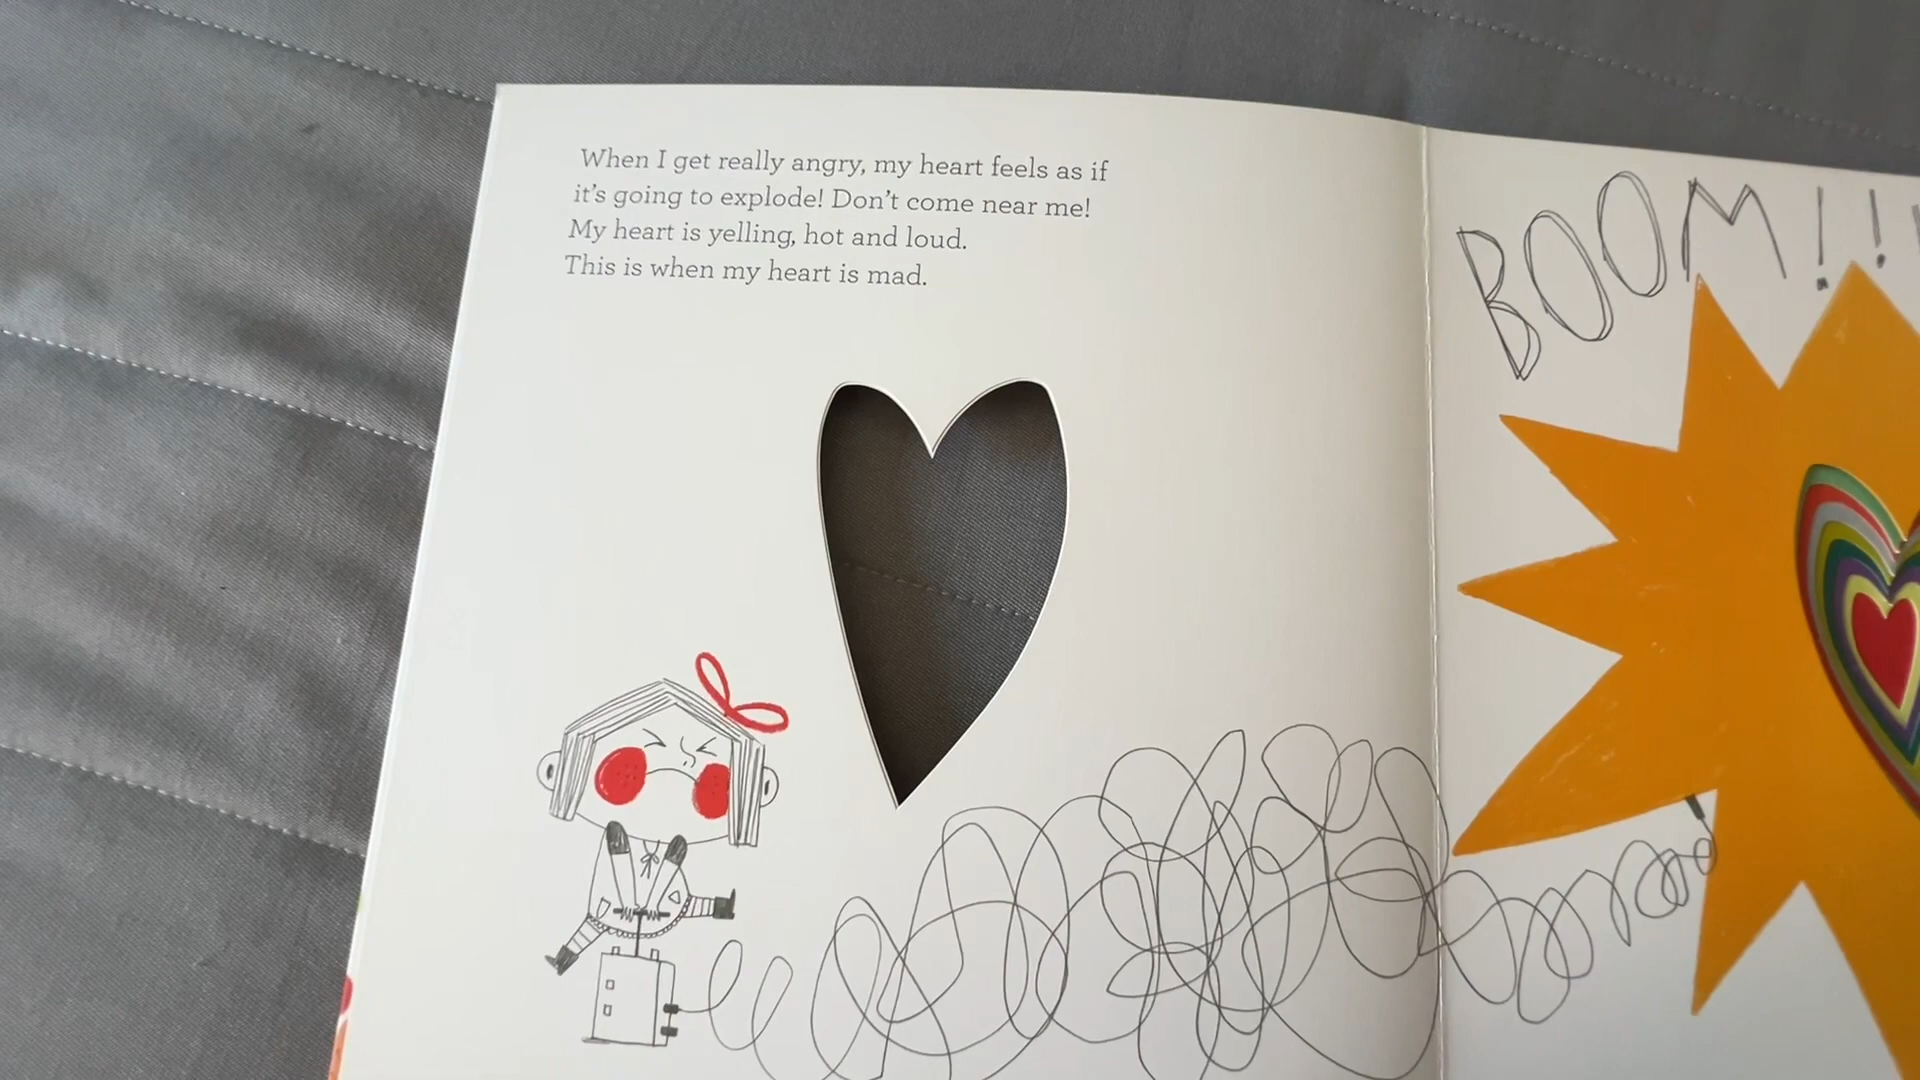 When I get really angry, my heart feels as if
it's going to explode! Don't come near me!
My heart is yelling, hot and loud.
This is when my heart is mad.
BOOM!!!